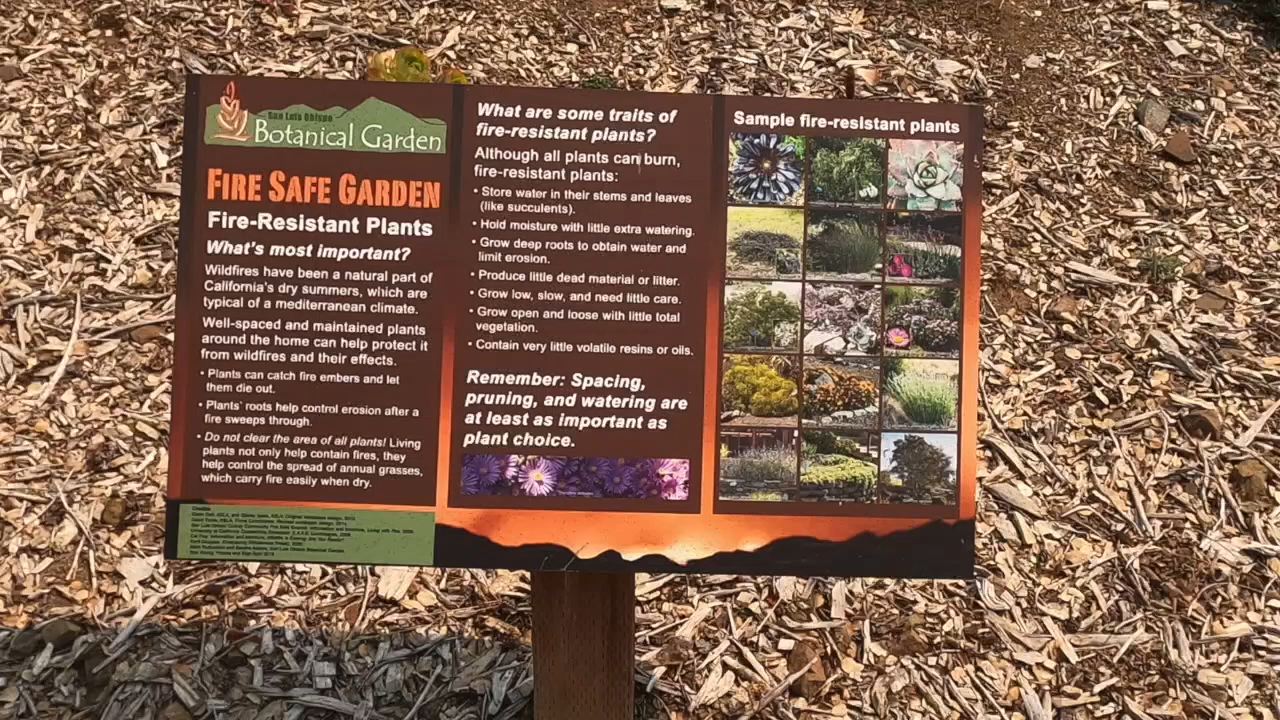 San Luis Obispo
Botanical Garden
FIRE SAFE GARDEN
Fire-Resistant Plants
What's most important?
Wildfires have been a natural part of
California's dry summers, which are
typical of a mediterranean climate.
Well-spaced and maintained plants
around the home can help protect it
from wildfires and their effects.
• Plants can catch fire embers and let
them die out.
• Plants' roots help control erosion after a
fire sweeps through.
• Do not clear the area of all plants! Living
plants not only help contain fires, they
help control the spread of annual grasses,
which carry fire easily when dry.
Credits
What are some traits of
fire-resistant plants?
Although all plants can burn,
fire-resistant plants:
• Store water in their stems and leaves
(like succulents).
• Hold moisture with little extra watering.
• Grow deep roots to obtain water and
limit erosion.
• Produce little dead material or litter.
• Grow low, slow, and need little care.
• Grow open and loose with little total
vegetation.
• Contain very little volatile resins or oils.
Remember: Spacing,
pruning, and watering are
at least as important as
plant choice.
Sample fire-resistant plants